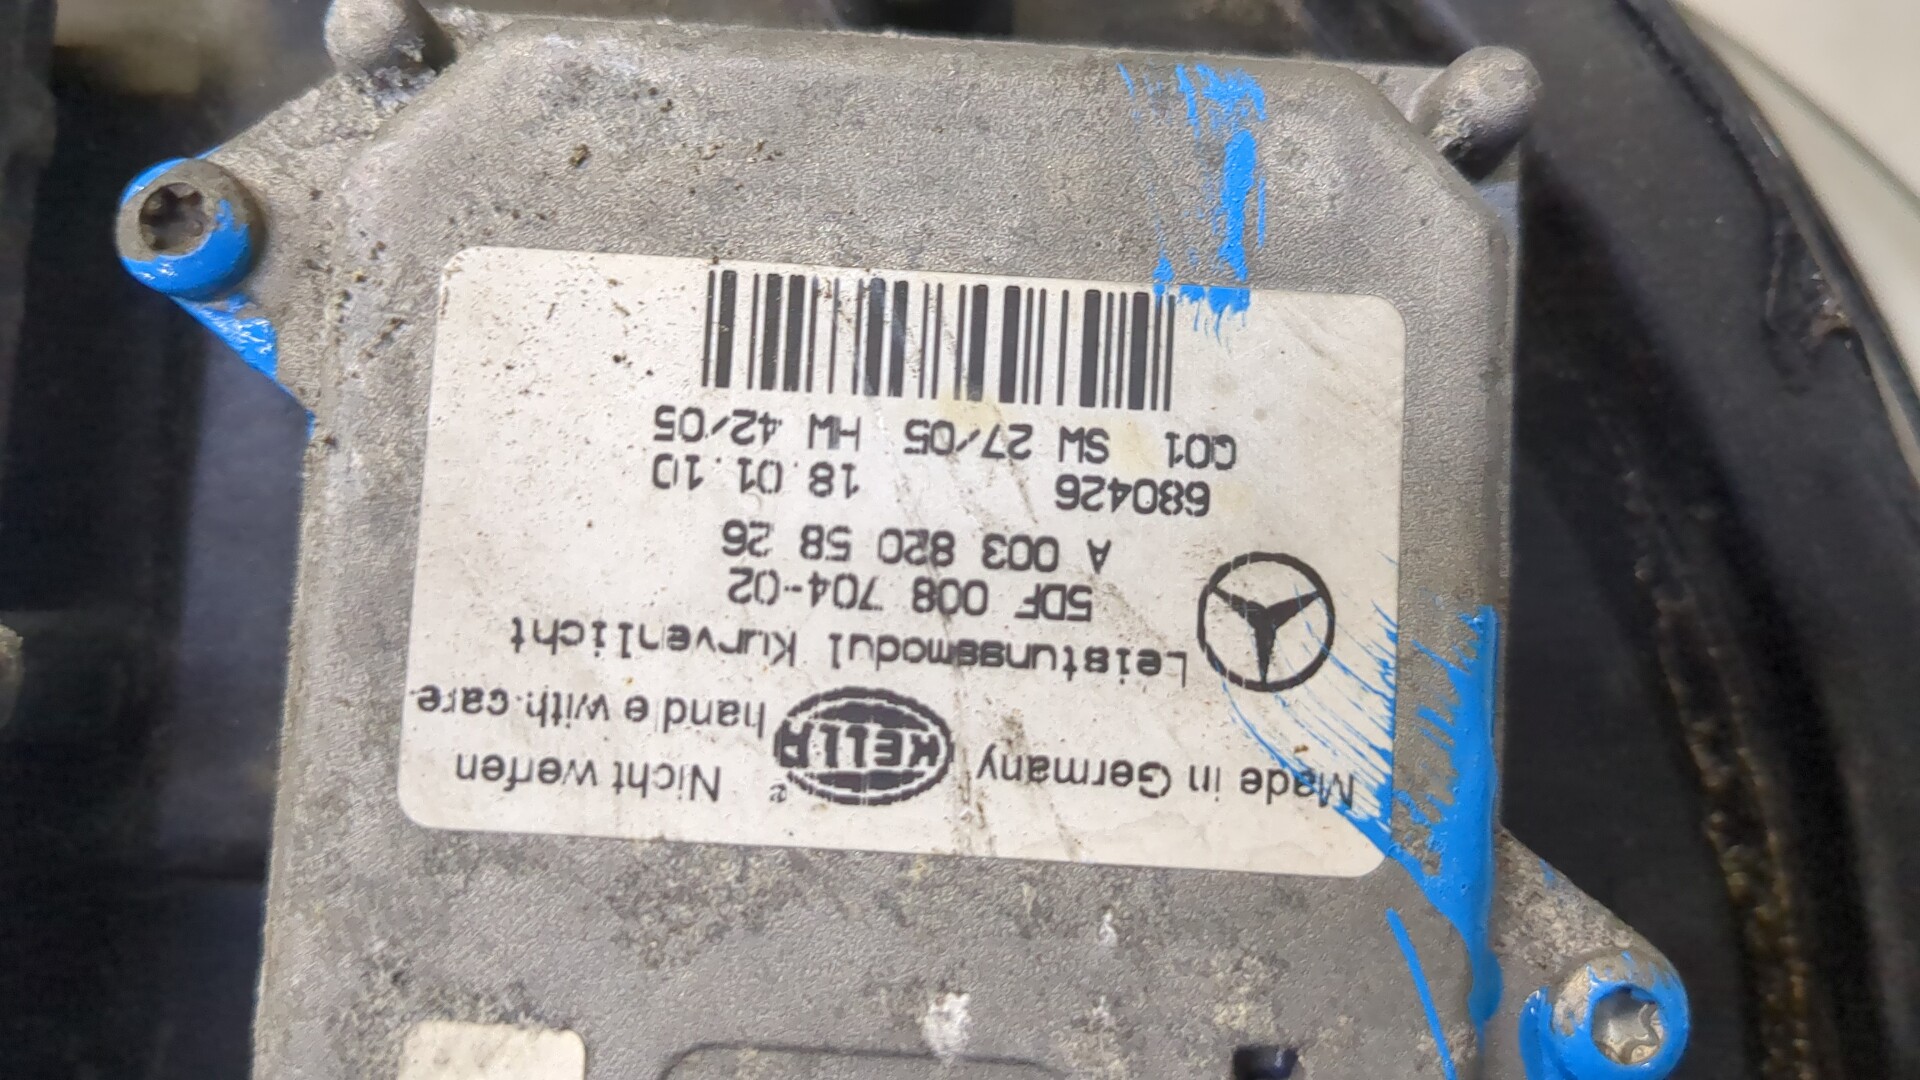 Made in Germany HELLA Nicht werfen
handle with care
Leistungsmodul Kurvenlicht
5DF 008 704-02
A 003 820 58 26
680426 18.01.10
Q01 SW 27/05 HW 42/05